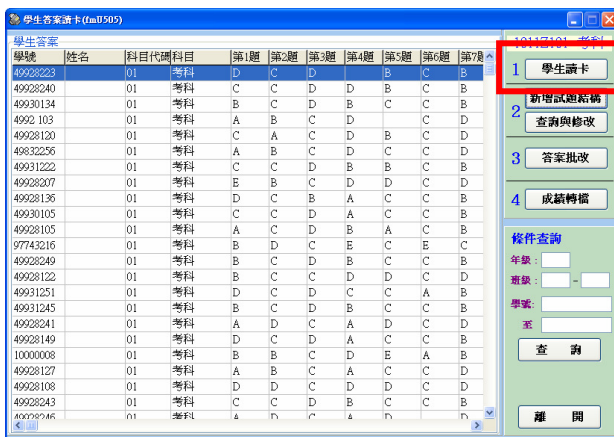 學生答案讀卡(fmU505)
學生答案
學號 姓名 科目代碼 科目 第1題 第2題 第3題 第4題 第5題 第6題 第7題
49928223 01 考科 D C D B C B
49928240 01 考科 C C D D B C B
49930134 01 考科 B C D B C C B
4992 103 01 考科 A B C D C D
49928120 01 考科 C A C D B C D
49832256 01 考科 A B C D C C D
49931222 01 考科 C C D B B C B
49928207 01 考科 E B C D D C D
49928136 01 考科 D C B A C C B
49930105 01 考科 C C D A C C B
49928105 01 考科 A C D B A C B
97743216 01 考科 B D C E C E C
49928249 01 考科 B C D B C C B
49928122 01 考科 B C C D D C D
49931251 01 考科 D C D C C A B
49931245 01 考科 B C D B C C B
49928241 01 考科 A D C A D C D
49928149 01 考科 D C D A C C B
10000008 01 考科 B B C D E A B
49928127 01 考科 A B C A C C D
49928108 01 考科 D D C D D C D
49928243 01 考科 C C D B C C B
49928246 01 考科 A D C A D D
1 學生讀卡
2 新增試題結構
查詢與修改
3 答案批改
4 成績轉檔
條件查詢
年級：
班級： -
學號:
至
查 詢
離 開